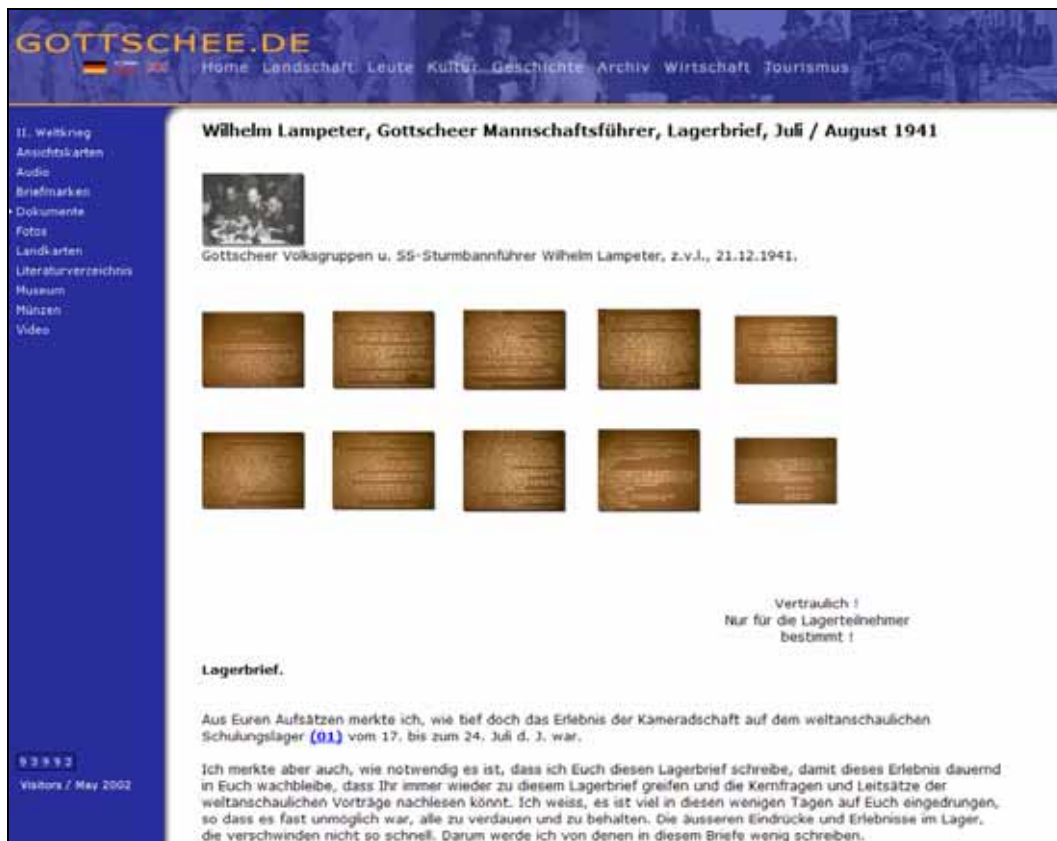 GOTTSCHEE.DE
Home Landschaft Leute Kultur Geschichte Archiv Wirtschaft Tourismus
II. Weltkrieg
Ansichtskarten
Audio
Briefmarken
Dokumente
Fotos
Landkarten
Literaturverzeichnis
Museum
Münzen
Video
93992
Visitors / May 2002
Wilhelm Lampeter, Gottscheer Mannschaftsführer, Lagerbrief, Juli / August 1941
Gottscheer Volksgruppen u. SS-Sturmbannführer Wilhelm Lampeter, z.v.l., 21.12.1941.
Vertraulich !
Nur für die Lagerteilnehmer
bestimmt !
Lagerbrief.
Aus Euren Aufsätzen merkte ich, wie tief doch das Erlebnis der Kameradschaft auf dem weltanschaulichen
Schulungslager (01) vom 17. bis zum 24. Juli d. J. war.
Ich merkte aber auch, wie notwendig es ist, dass ich Euch diesen Lagerbrief schreibe, damit dieses Erlebnis dauernd
in Euch wachbleibe, dass Ihr immer wieder zu diesem Lagerbrief greifen und die Kernfragen und Leitsätze der
weltanschaulichen Vorträge nachlesen könnt. Ich weiss, es ist viel in diesen wenigen Tagen auf Euch eingedrungen,
so dass es fast unmöglich war, alle zu verdauen und zu behalten. Die äusseren Eindrücke und Erlebnisse im Lager,
die verschwinden nicht so schnell. Darum werde ich von denen in diesem Briefe wenig schreiben.